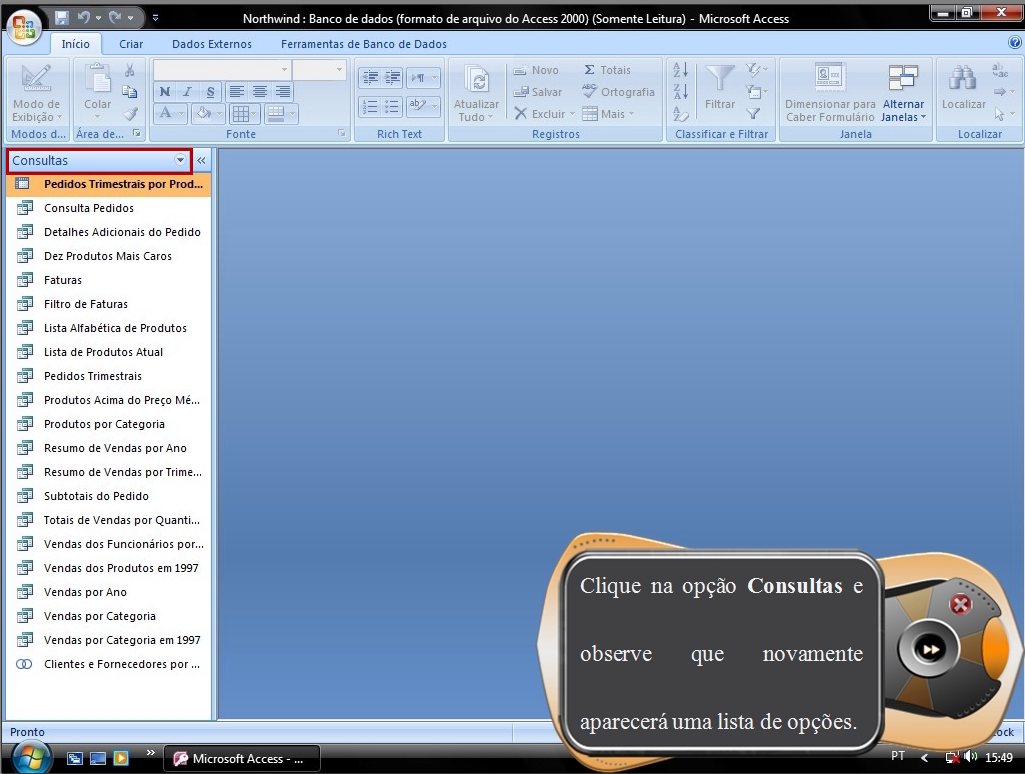 Northwind : Banco de dados (formato de arquivo do Access 2000) (Somente Leitura) - Microsoft Access
Início Criar Dados Externos Ferramentas de Banco de Dados
Modo de Exibição
Modos d...
Colar
Área de...
N I S
A
Fonte
Rich Text
Atualizar Tudo
Novo
Salvar
Excluir
Σ Totais
Ortografia
Mais
Registros
Filtrar
Classificar e Filtrar
Dimensionar para Caber Formulário
Alternar Janelas
Janela
Localizar
Localizar
Consultas «
Pedidos Trimestrais por Prod...
Consulta Pedidos
Detalhes Adicionais do Pedido
Dez Produtos Mais Caros
Faturas
Filtro de Faturas
Lista Alfabética de Produtos
Lista de Produtos Atual
Pedidos Trimestrais
Produtos Acima do Preço Mé...
Produtos por Categoria
Resumo de Vendas por Ano
Resumo de Vendas por Trime...
Subtotais do Pedido
Totais de Vendas por Quanti...
Vendas dos Funcionários por...
Vendas dos Produtos em 1997
Vendas por Ano
Vendas por Categoria
Vendas por Categoria em 1997
Clientes e Fornecedores por ...
Clique na opção Consultas e
observe que novamente
aparecerá uma lista de opções.
Pronto
Microsoft Access - ...
PT
15:49